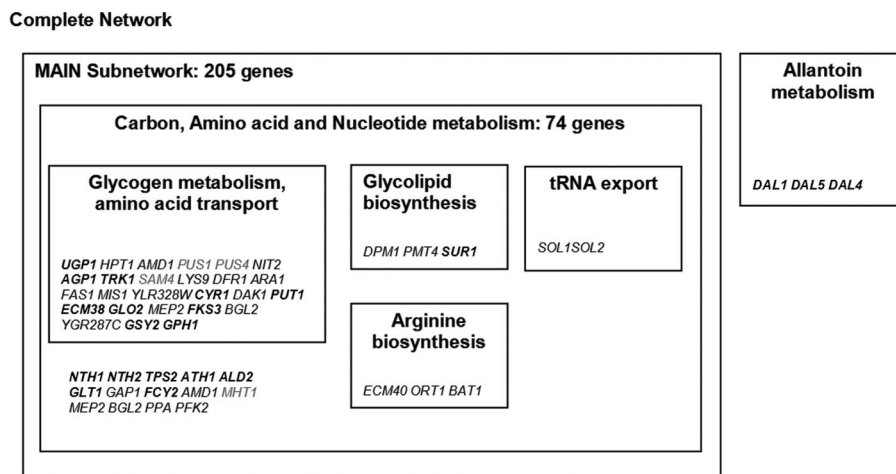 Complete Network
MAIN Subnetwork: 205 genes
Carbon, Amino acid and Nucleotide metabolism: 74 genes
Glycogen metabolism,
amino acid transport
UGP1 HPT1 AMD1 PUS1 PUS4 NIT2
AGP1 TRK1 SAM4 LYS9 DFR1 ARA1
FAS1 MIS1 YLR328W CYR1 DAK1 PUT1
ECM38 GLO2 MEP2 FKS3 BGL2
YGR287C GSY2 GPH1
NTH1 NTH2 TPS2 ATH1 ALD2
GLT1 GAP1 FCY2 AMD1 MHT1
MEP2 BGL2 PPA PFK2
Glycolipid
biosynthesis
DPM1 PMT4 SUR1
Arginine
biosynthesis
ECM40 ORT1 BAT1
tRNA export
SOL1SOL2
Allantoin
metabolism
DAL1 DAL5 DAL4